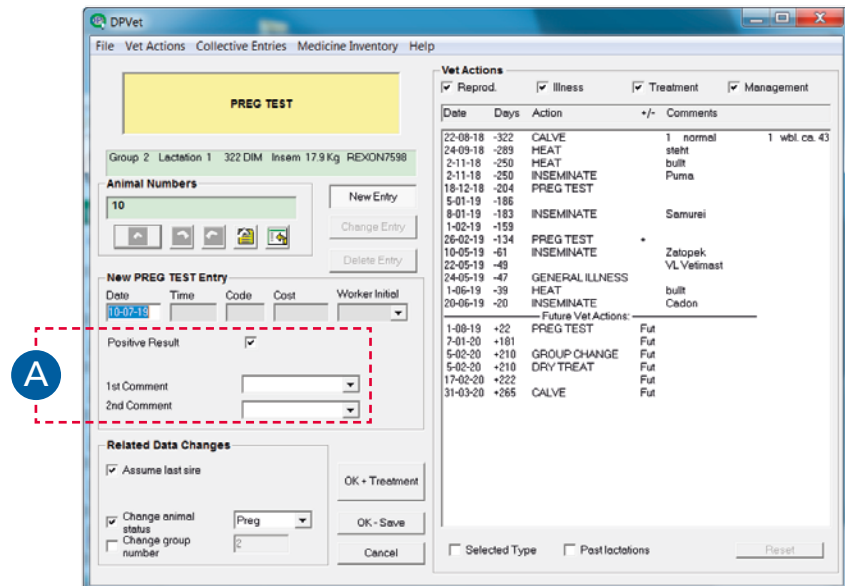 DPVet
File Vet Actions Collective Entries Medicine Inventory Help
PREG TEST
Group 2 Lactation 1 322 DIM Insem 17.9 Kg REXON7598
Animal Numbers
10
New Entry
Change Entry
Delete Entry
New PREG TEST Entry
Date Time Code Cost Worker Initial
10-07-19
A
Positive Result
1st Comment
2nd Comment
Related Data Changes
Assume last sire
Change animal status Preg
Change group number 2
OK + Treatment
OK - Save
Cancel
Vet Actions
Reprod. Illness Treatment Management
Date Days Action +/- Comments
22-08-18 -322 CALVE 1 normal 1 wbl. ca. 43
24-09-18 -289 HEAT steht
2-11-18 -250 HEAT bullt
2-11-18 -250 INSEMINATE Puma
18-12-18 -204 PREG TEST
5-01-19 -186
8-01-19 -183 INSEMINATE Samurei
1-02-19 -159
26-02-19 -134 PREG TEST +
10-05-19 -61 INSEMINATE Zatopek
22-05-19 -49 VL Vetimast
24-05-19 -47 GENERAL ILLNESS
1-06-19 -39 HEAT bullt
20-06-19 -20 INSEMINATE Cadon
Future Vet Actions:
1-08-19 +22 PREG TEST Fut
7-01-20 +181 Fut
5-02-20 +210 GROUP CHANGE Fut
5-02-20 +210 DRY TREAT Fut
17-02-20 +222 Fut
31-03-20 +265 CALVE Fut
Selected Type Past lactations Reset